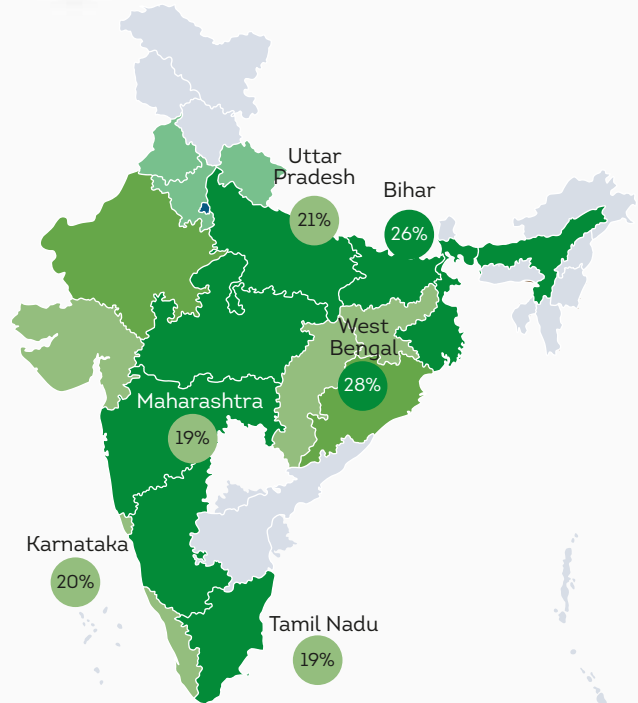 Uttar
Pradesh
21%
Bihar
26%
West
Bengal
28%
Maharashtra
19%
Karnataka
20%
Tamil Nadu
19%